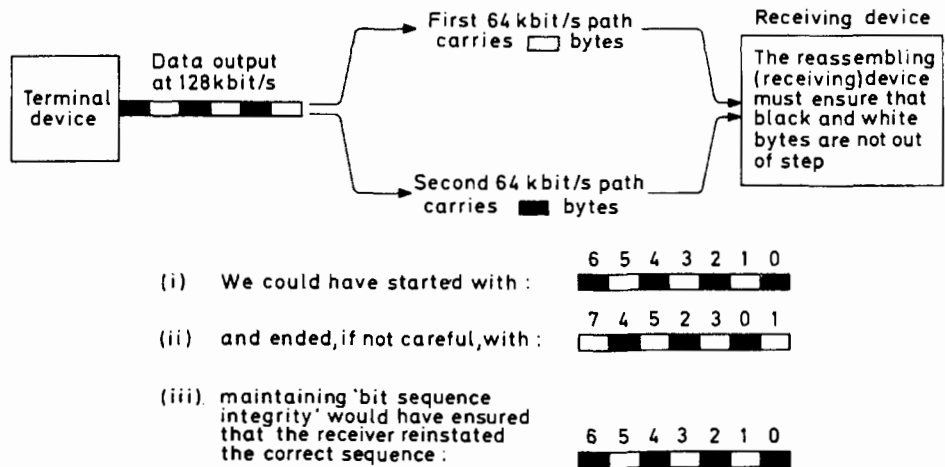 Terminal
device
Data output
at 128kbit/s
First 64 kbit/s path
carries bytes
Second 64 kbit/s path
carries bytes
Receiving device
The reassembling
(receiving)device
must ensure that
black and white
bytes are not out
of step
6 5 4 3 2 1 0
(i) We could have started with :
7 4 5 2 3 0 1
(ii) and ended, if not careful, with :
(iii) maintaining 'bit sequence
integrity' would have ensured
that the receiver reinstated
the correct sequence :
6 5 4 3 2 1 0